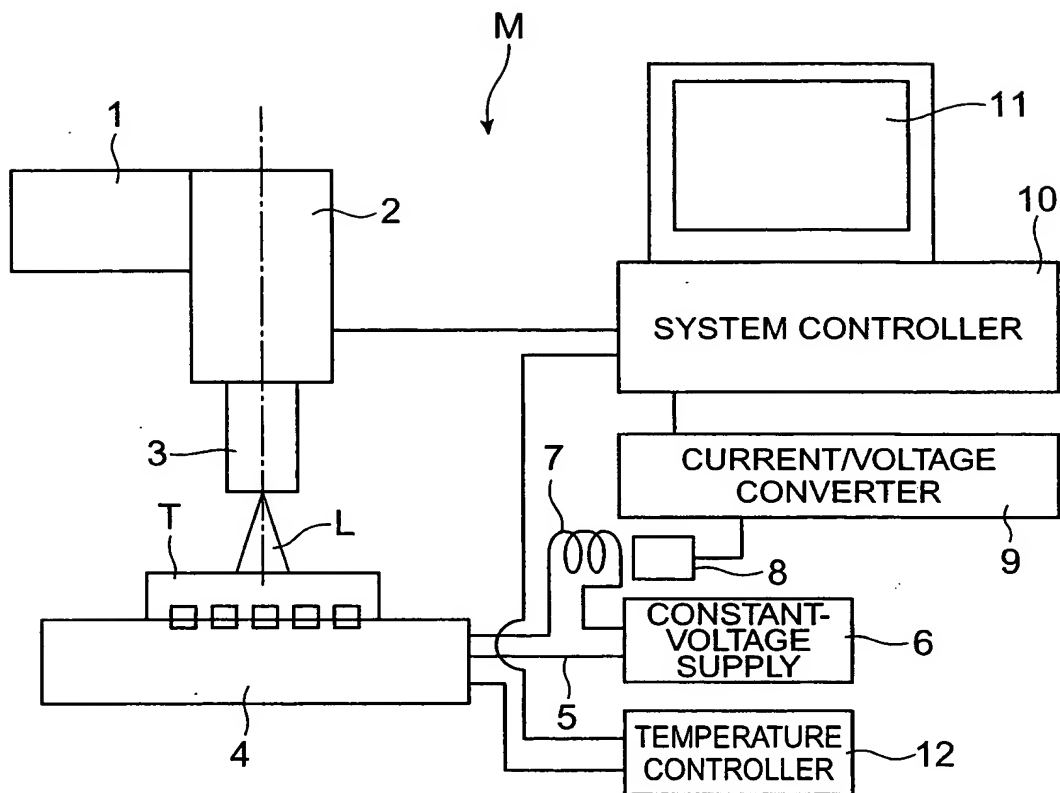 M
1
11
2
10
SYSTEM CONTROLLER
3
7
CURRENT/VOLTAGE
CONVERTER
T
L
8
9
CONSTANT-
VOLTAGE
SUPPLY
6
4
5
TEMPERATURE
CONTROLLER
12